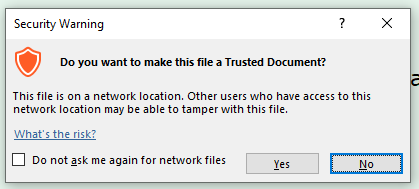 Security Warning
Do you want to make this file a Trusted Document?
This file is on a network location. Other users who have access to this
network location may be able to tamper with this file.
What's the risk?
Do not ask me again for network files
Yes No